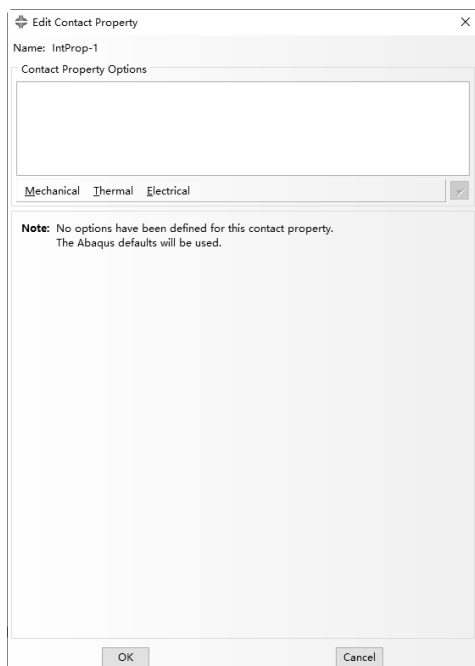 Edit Contact Property
Name: IntProp-1
Contact Property Options
Mechanical Thermal Electrical
Note: No options have been defined for this contact property.
The Abaqus defaults will be used.
OK Cancel